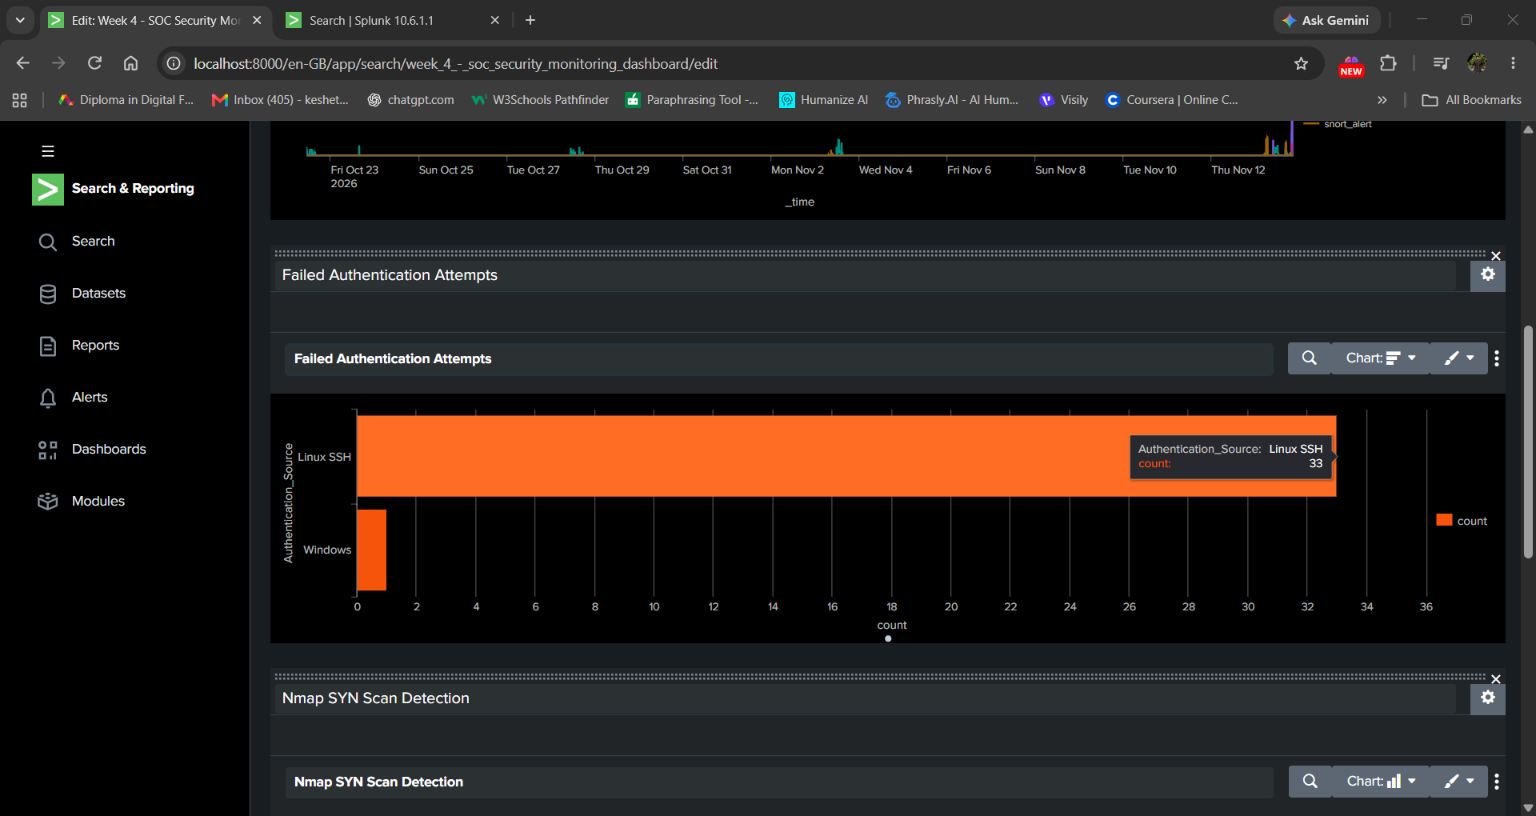 Edit: Week 4 - SOC Security Mo
Search | Splunk 10.6.1.1
Ask Gemini
localhost:8000/en-GB/app/search/week_4_-_soc_security_monitoring_dashboard/edit
NEW
Diploma in Digital F...
Inbox (405) - keshet...
chatgpt.com
W3Schools Pathfinder
Paraphrasing Tool -...
Humanize AI
Phrasly.AI - AI Hum...
Visily
Coursera | Online C...
»
All Bookmarks
Search & Reporting
Search
Datasets
Reports
Alerts
Dashboards
Modules
snort_alert
Fri Oct 23
2026
Sun Oct 25
Tue Oct 27
Thu Oct 29
Sat Oct 31
Mon Nov 2
Wed Nov 4
Fri Nov 6
Sun Nov 8
Tue Nov 10
Thu Nov 12
_time
Failed Authentication Attempts
Failed Authentication Attempts
Chart:
Authentication_Source
Linux SSH
Windows
Authentication_Source: Linux SSH
count: 33
count
0 2 4 6 8 10 12 14 16 18 20 22 24 26 28 30 32 34 36
count
Nmap SYN Scan Detection
Nmap SYN Scan Detection
Chart: